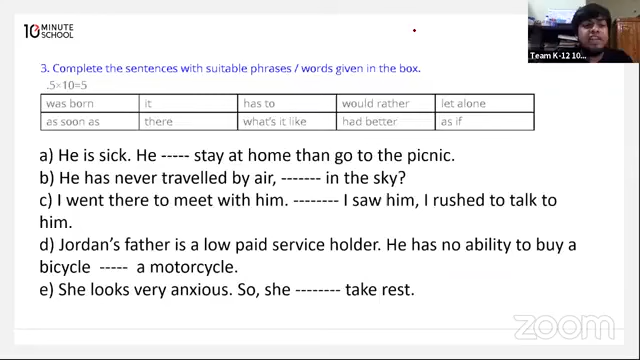 10 MINUTE SCHOOL
Team K-12 10...
3. Complete the sentences with suitable phrases / words given in the box.
.5×10=5
was born it has to would rather let alone
as soon as there what's it like had better as if
a) He is sick. He ----- stay at home than go to the picnic.
b) He has never travelled by air, ------- in the sky?
c) I went there to meet with him. -------- I saw him, I rushed to talk to
him.
d) Jordan's father is a low paid service holder. He has no ability to buy a
bicycle ----- a motorcycle.
e) She looks very anxious. So, she -------- take rest.
zoom